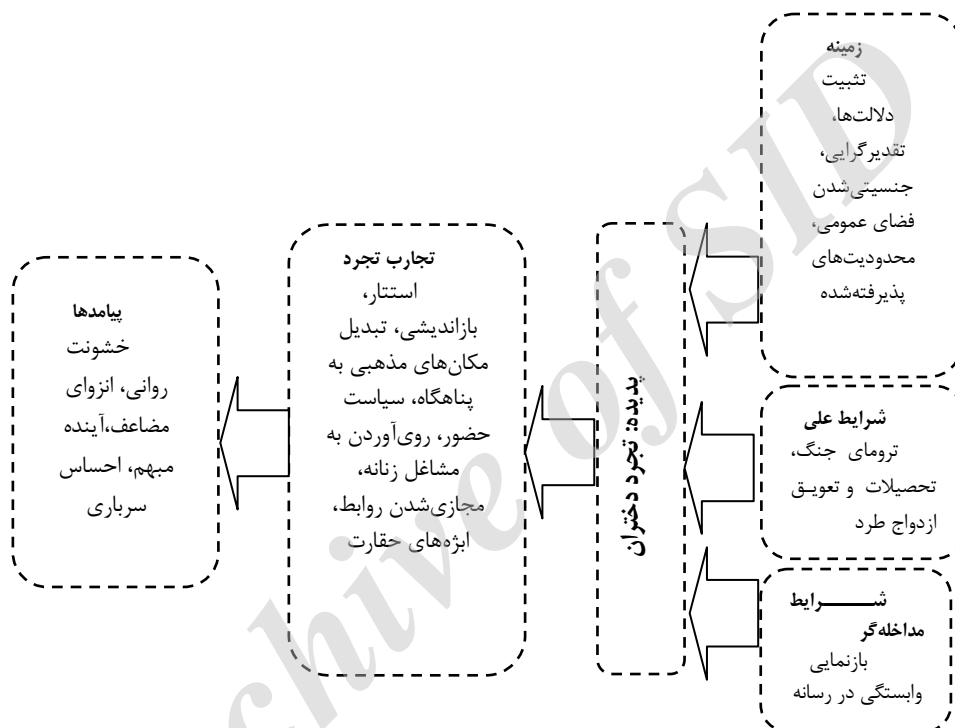 زمینه
تثبیت
دلالت‌ها،
تقدیرگرایی،
جنسیتی‌شدن
فضای عمومی،
محدودیت‌های
پذیرفته‌شده
شرایط علی
ترومای جنگ،
تحصیلات و تعویق
ازدواج طرد
شرایط
مداخله‌گر
بازنمایی
وابستگی در رسانه
پدیده: تجرد دختران
تجارب تجرد
استتار،
بازاندیشی، تبدیل
مکان‌های مذهبی به
پناهگاه، سیاست
حضور، روی‌آوردن به
مشاغل زنانه،
مجازی‌شدن روابط،
ابژه‌های حقارت
پیامدها
خشونت
روانی، انزوای
مضاعف،آینده
مبهم، احساس
سرباری
chive of SID